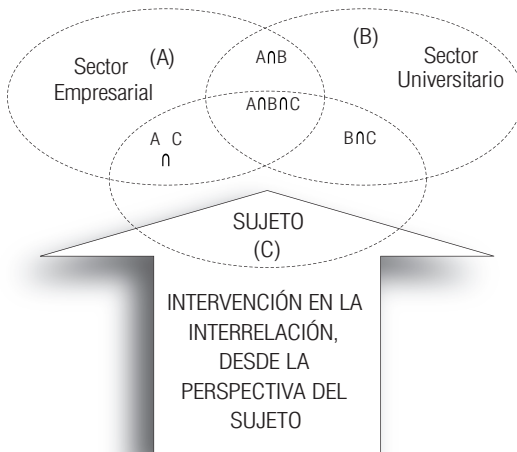 (A)
Sector
Empresarial
A∩B
(B)
Sector
Universitario
A∩B∩C
A C
∩
B∩C
SUJETO
(C)
INTERVENCIÓN EN LA
INTERRELACIÓN,
DESDE LA
PERSPECTIVA DEL
SUJETO